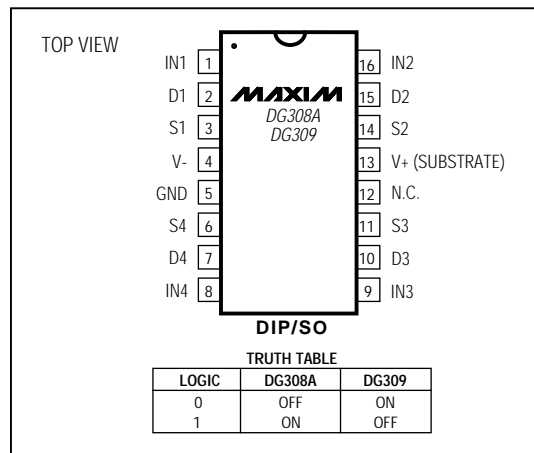 TOP VIEW
IN1 1 16 IN2
D1 2 MAXIM 15 D2
DG308A
S1 3 DG309 14 S2
V- 4 13 V+ (SUBSTRATE)
GND 5 12 N.C.
S4 6 11 S3
D4 7 10 D3
IN4 8 9 IN3
DIP/SO
TRUTH TABLE
LOGIC DG308A DG309
0 OFF ON
1 ON OFF